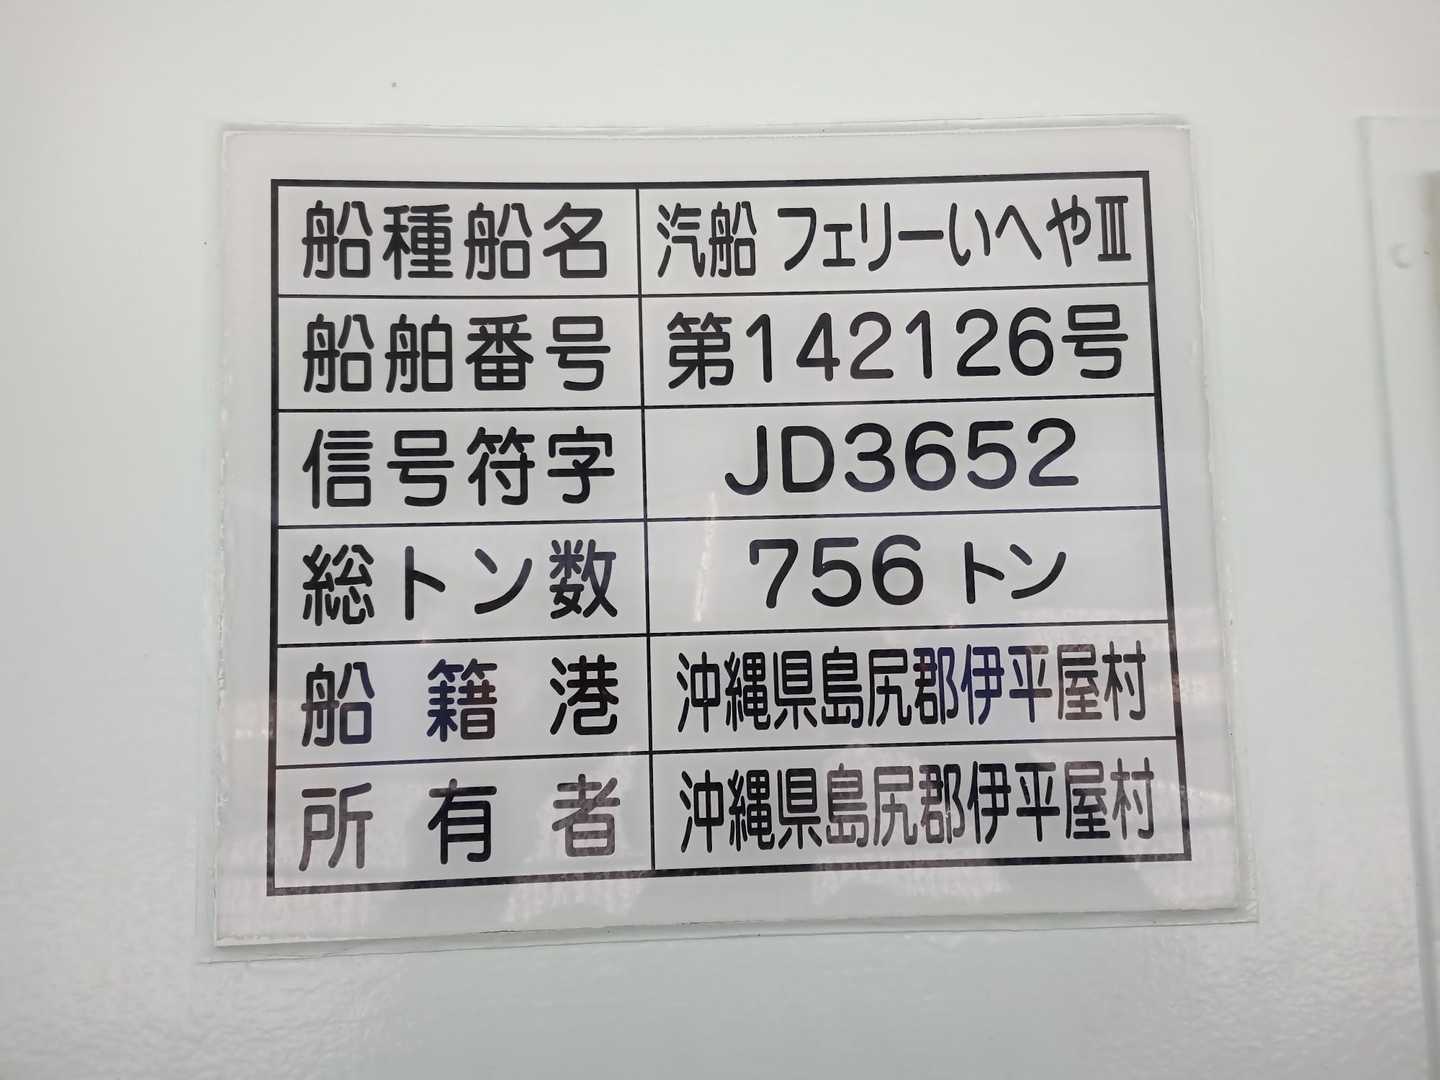 船種船名 汽船 フェリーいへやⅢ
船舶番号 第142126号
信号符字 JD3652
総トン数 756トン
船籍港 沖縄県島尻郡伊平屋村
所有者 沖縄県島尻郡伊平屋村